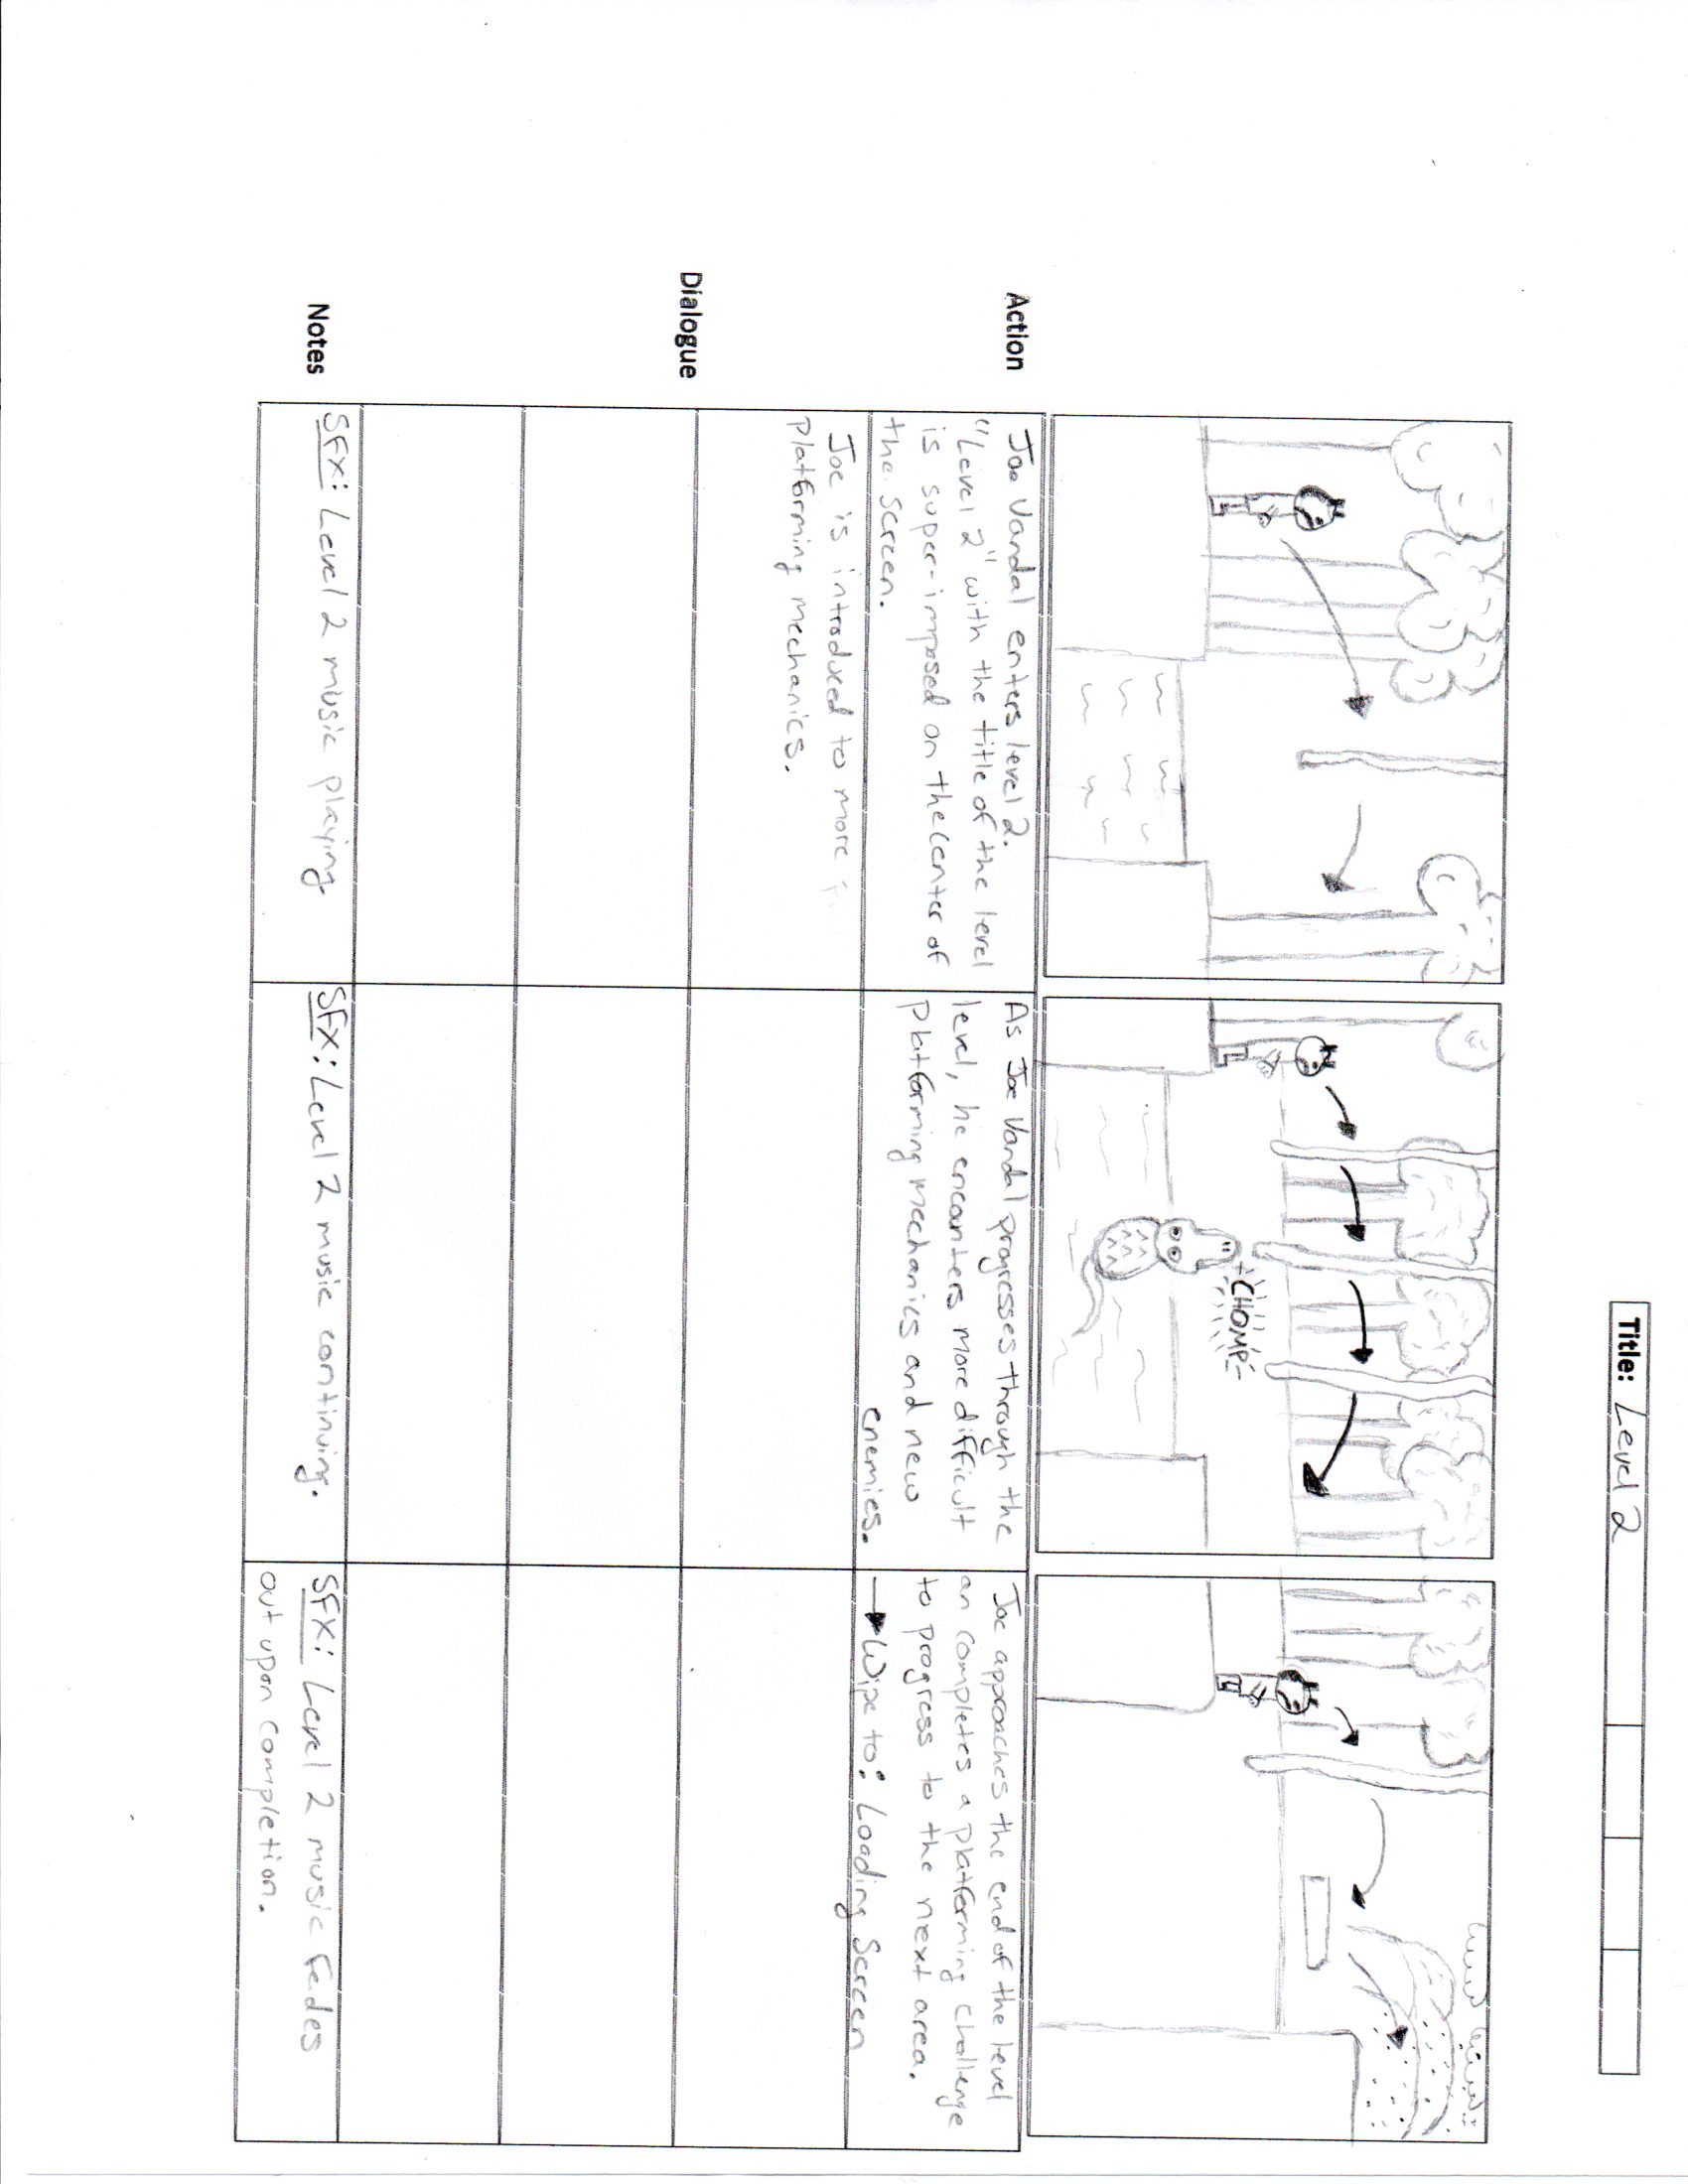 Title: Level 2
CHOMP
Action
Joe Vandal enters level 2.
"Level 2" with the title of the level
is super-imposed on the center of
the screen.
Joe is introduced to more
platforming mechanics.
As Joe Vandal progresses through the
level, he encounters more difficult
platforming mechanics and new
enemies.
Joe approaches the end of the level
an completes a platforming challenge
to progress to the next area.
→ Wipe to: Loading Screen
Dialogue
Notes
SFX: Level 2 music playing.
SFX: Level 2 music continuing.
SFX: Level 2 music fades
out upon completion.